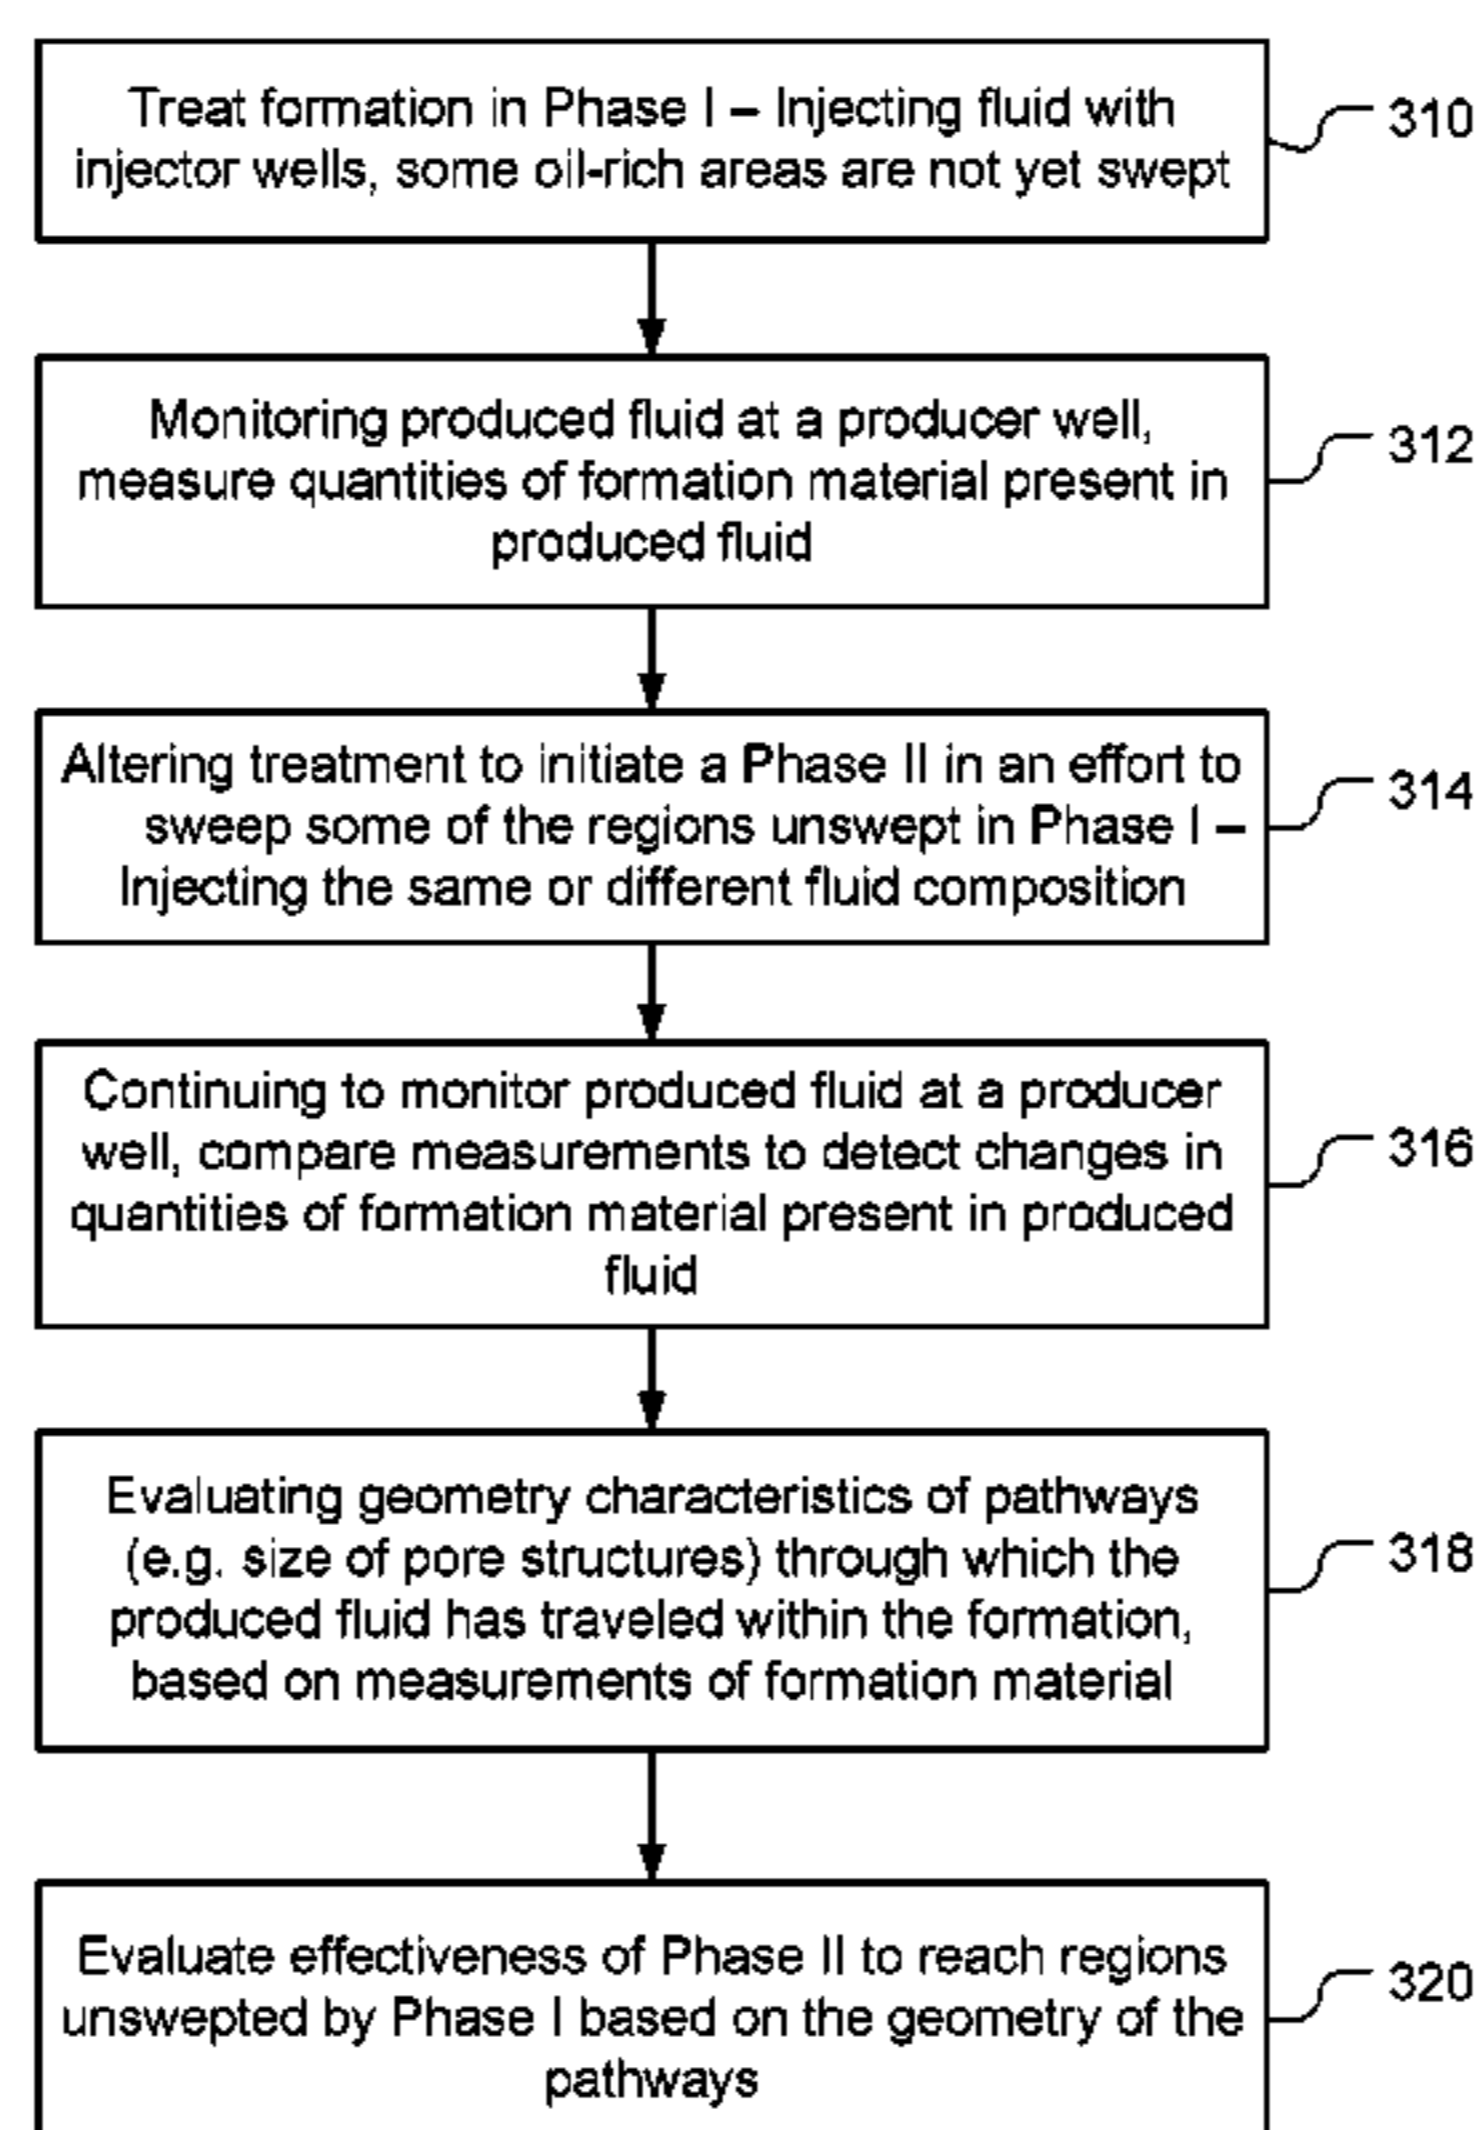 Treat formation in Phase I – Injecting fluid with
injector wells, some oil-rich areas are not yet swept
310
Monitoring produced fluid at a producer well,
measure quantities of formation material present in
produced fluid
312
Altering treatment to initiate a Phase II in an effort to
sweep some of the regions unswept in Phase I –
Injecting the same or different fluid composition
314
Continuing to monitor produced fluid at a producer
well, compare measurements to detect changes in
quantities of formation material present in produced
fluid
316
Evaluating geometry characteristics of pathways
(e.g. size of pore structures) through which the
produced fluid has traveled within the formation,
based on measurements of formation material
318
Evaluate effectiveness of Phase II to reach regions
unswepted by Phase I based on the geometry of the
pathways
320